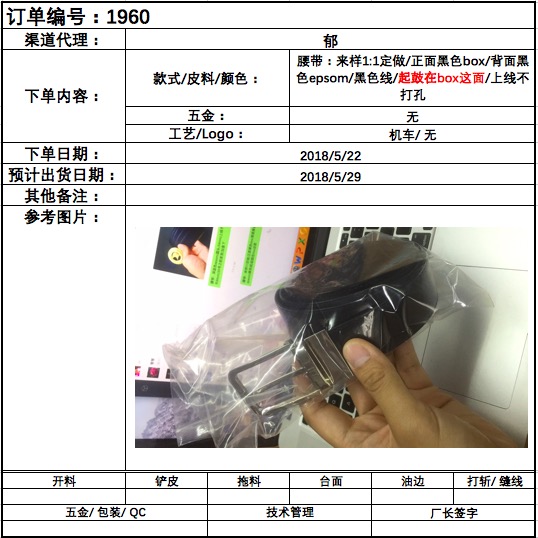 订单编号：1960
渠道代理：
郁
下单内容：
款式/皮料/颜色：
腰带：来样1:1定做/正面黑色box/背面黑
色epsom/黑色线/起鼓在box这面/上线不
打孔
五金：
无
工艺/Logo：
机车/ 无
下单日期：
2018/5/22
预计出货日期：
2018/5/29
其他备注：
参考图片：
开料
铲皮
拖料
台面
油边
打斩/ 缝线
五金/ 包装/ QC
技术管理
厂长签字